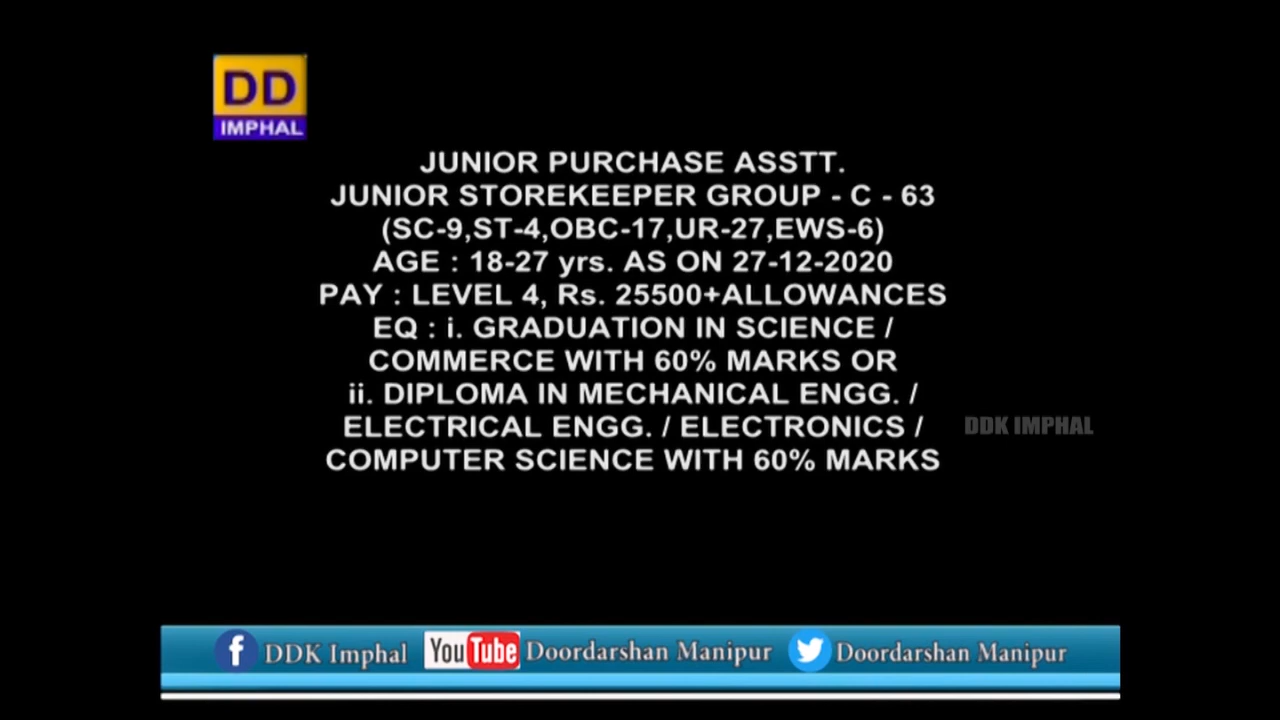 DD
IMPHAL
JUNIOR PURCHASE ASSTT.
JUNIOR STOREKEEPER GROUP - C - 63
(SC-9,ST-4,OBC-17,UR-27,EWS-6)
AGE : 18-27 yrs. AS ON 27-12-2020
PAY : LEVEL 4, Rs. 25500+ALLOWANCES
EQ : i. GRADUATION IN SCIENCE /
COMMERCE WITH 60% MARKS OR
ii. DIPLOMA IN MECHANICAL ENGG. /
ELECTRICAL ENGG. / ELECTRONICS /
COMPUTER SCIENCE WITH 60% MARKS
DDK IMPHAL
f DDK Imphal YouTube Doordarshan Manipur Doordarshan Manipur